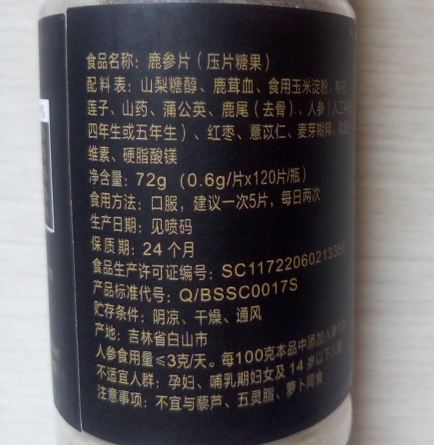 食品名称：鹿参片（压片糖果）
配料表：山梨糖醇、鹿茸血、食用玉米淀粉、
莲子、山药、蒲公英、鹿尾（去骨）、人参（人工
四年生或五年生）、红枣、薏苡仁、麦芽糊精、
维素、硬脂酸镁
净含量：72g （0.6g/片x120片/瓶）
食用方法：口服，建议一次5片，每日两次
生产日期：见喷码
保质期：24个月
食品生产许可证编号：SC11722060213355
产品标准代号：Q/BSSC0017S
贮存条件：阴凉、干燥、通风
产地：吉林省白山市
人参食用量≤3克/天。每100克本品中添加人参
不适宜人群：孕妇、哺乳期妇女及14岁以下儿童
注意事项：不宜与藜芦、五灵脂、萝卜同食